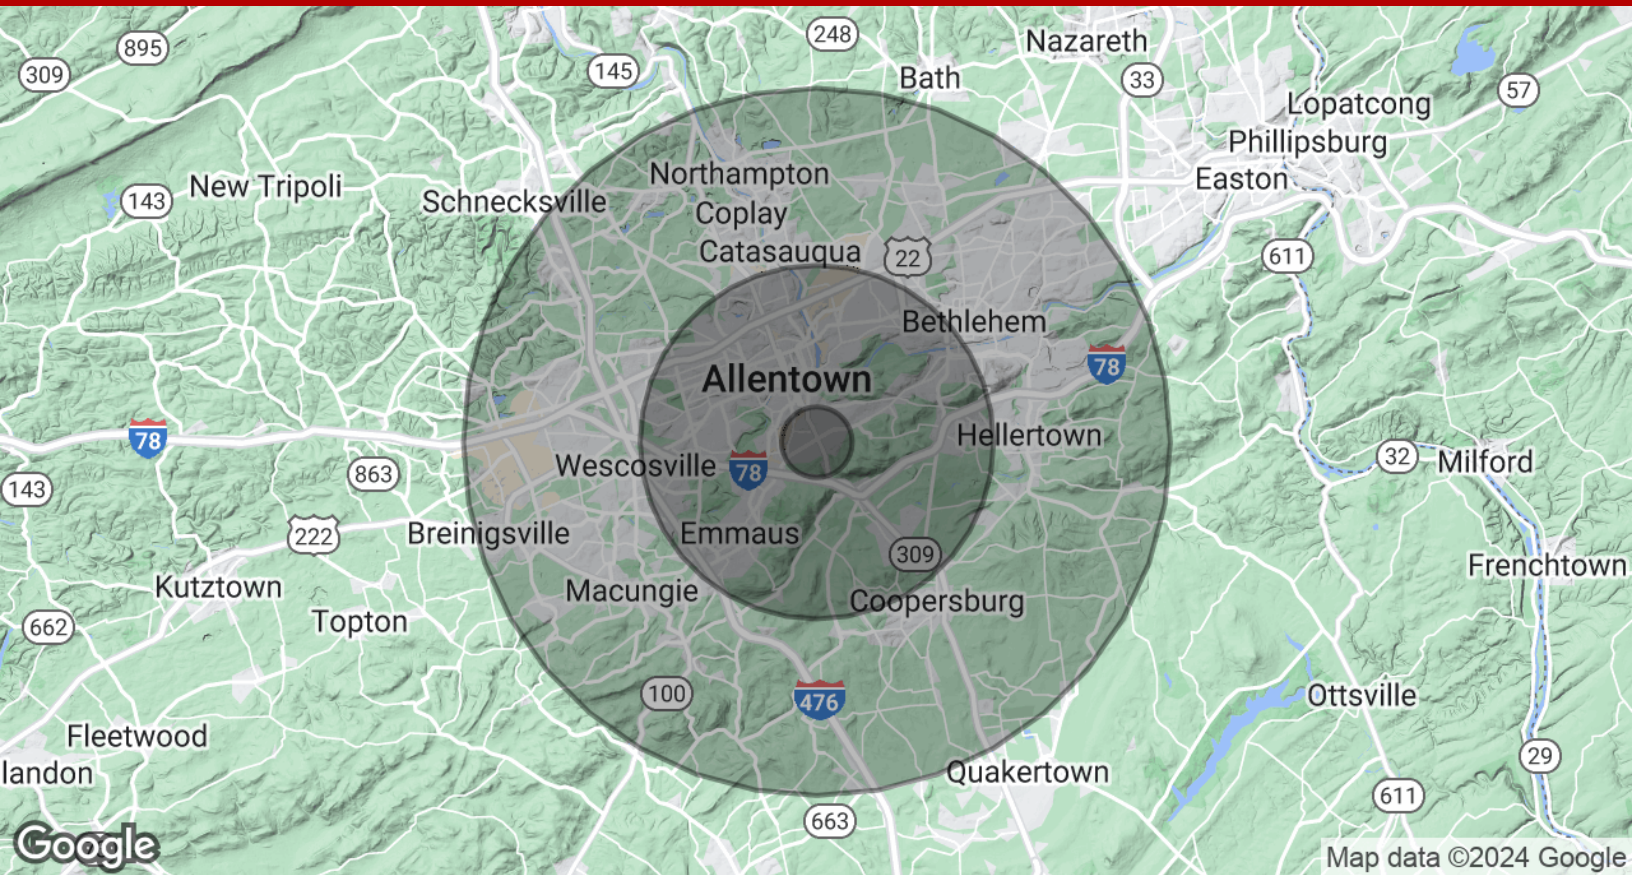 248
Nazareth
895
309
145
Bath
33
57
Lopatcong
Phillipsburg
Easton
Northampton
New Tripoli
143
Schnecksville
Coplay
Catasauqua
22
611
Bethlehem
78
Allentown
78
Hellertown
32
Milford
Wescosville
78
863
143
222
Breinigsville
Emmaus
309
Frenchtown
Kutztown
Macungie
Coopersburg
662
Topton
100
476
Ottsville
Fleetwood
landon
Quakertown
29
611
663
Google
Map data ©2024 Google